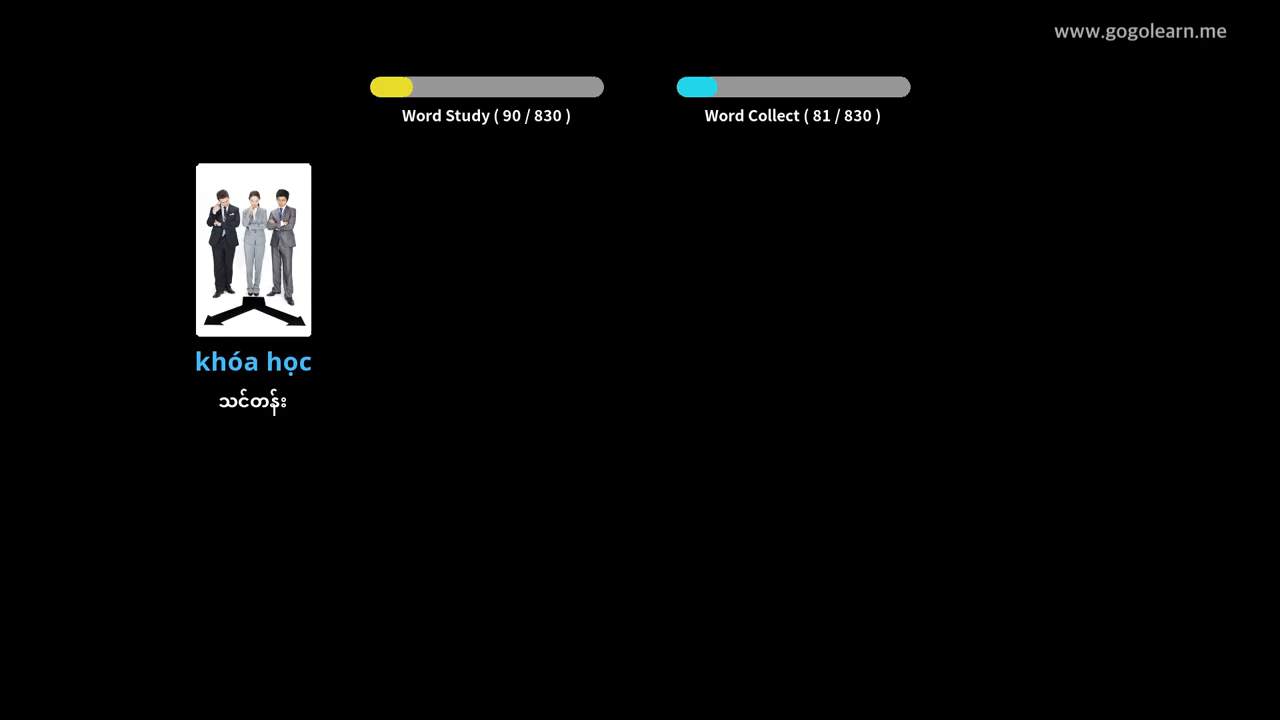 www.gogolearn.me
Word Study ( 90 / 830 )
Word Collect ( 81 / 830 )
khóa học
သင်တန်း